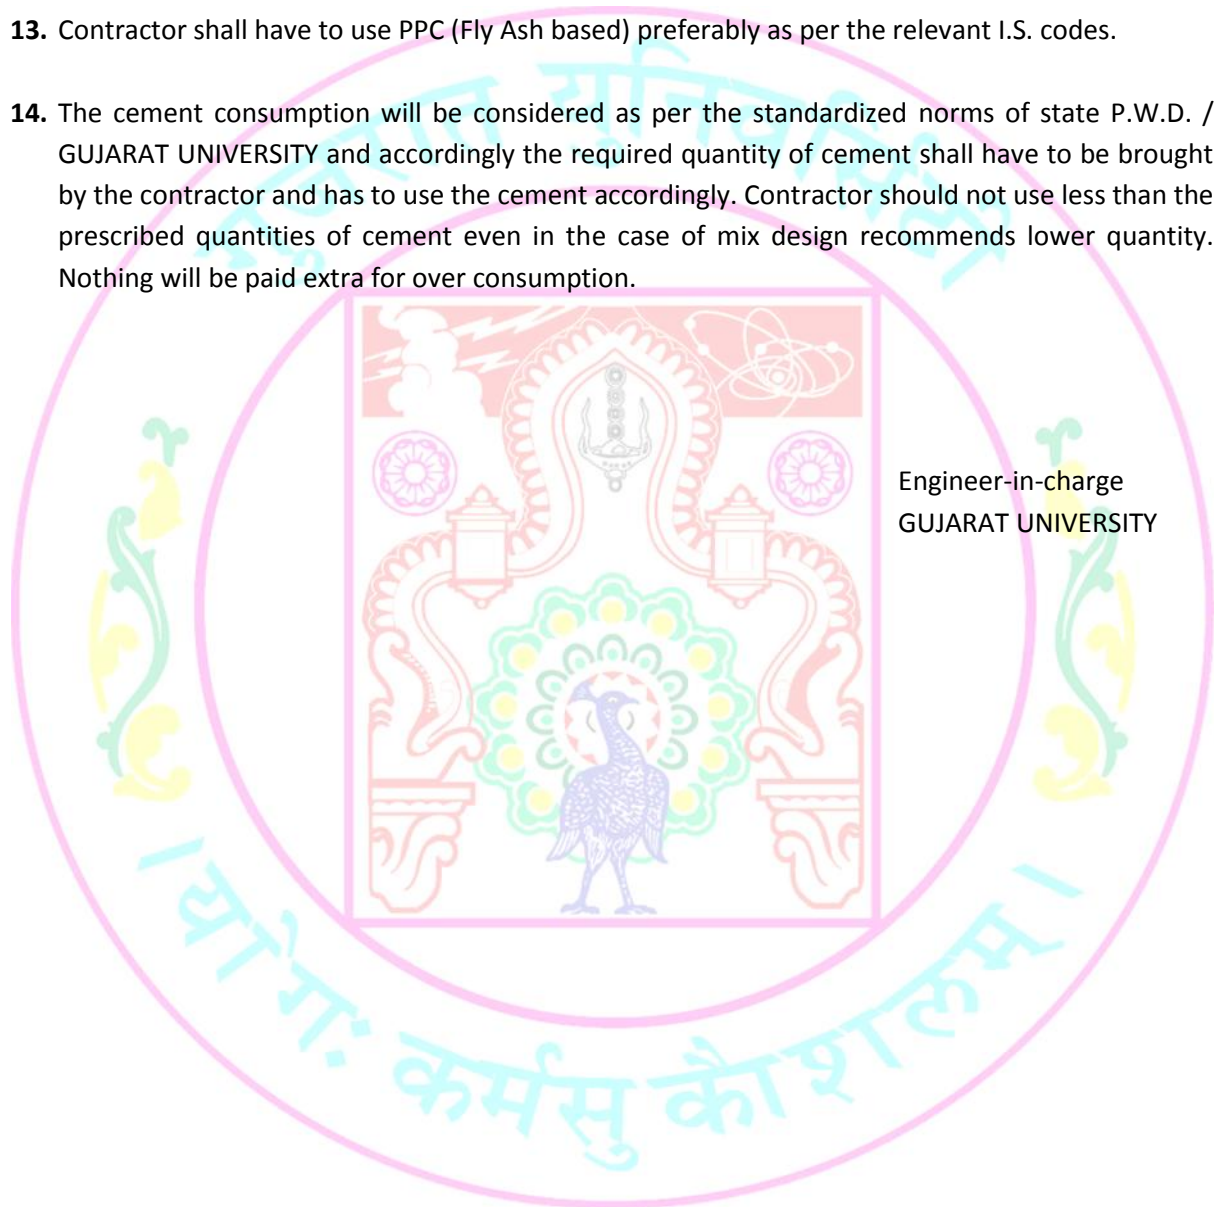 13. Contractor shall have to use PPC (Fly Ash based) preferably as per the relevant I.S. codes.
14. The cement consumption will be considered as per the standardized norms of state P.W.D. /
GUJARAT UNIVERSITY and accordingly the required quantity of cement shall have to be brought
by the contractor and has to use the cement accordingly. Contractor should not use less than the
prescribed quantities of cement even in the case of mix design recommends lower quantity.
Nothing will be paid extra for over consumption.
Engineer-in-charge
GUJARAT UNIVERSITY
गुजरात युनिवर्सिटी
। योगः कर्मसु कौशलम् ।